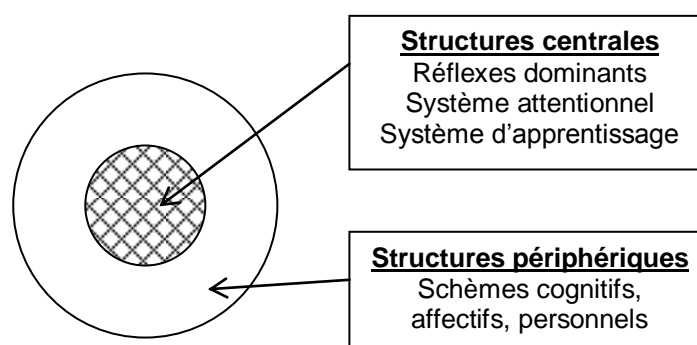 Structures centrales
Réflexes dominants
Système attentionnel
Système d'apprentissage
Structures périphériques
Schèmes cognitifs,
affectifs, personnels